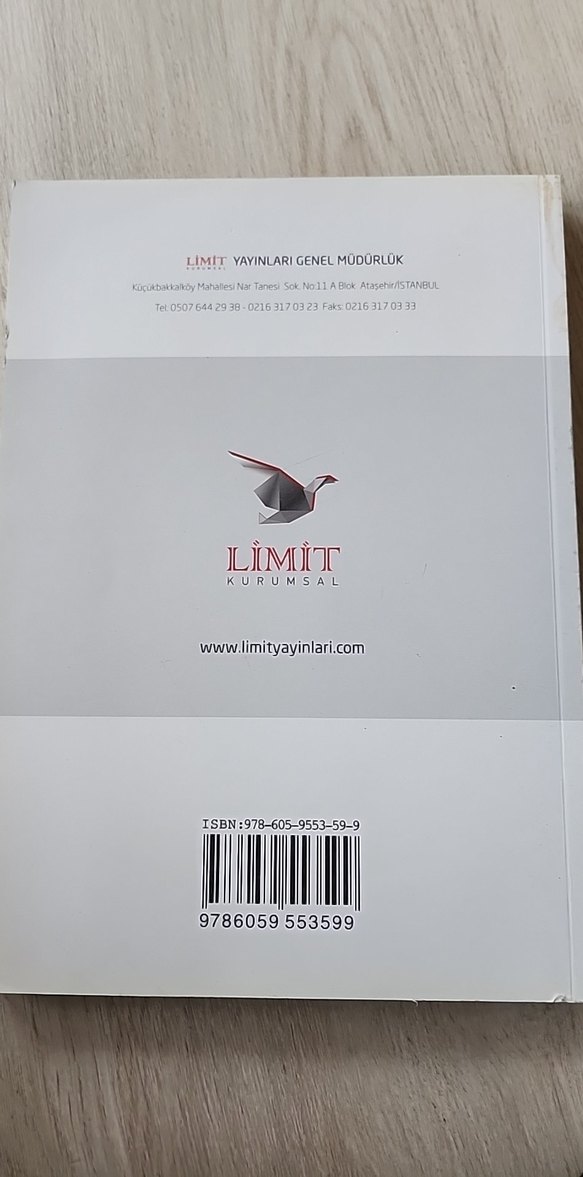 LİMİT KURUMSAL YAYINLARI GENEL MÜDÜRLÜK
Küçükbakkalköy Mahallesi Nar Tanesi Sok. No:11 A Blok Ataşehir/İSTANBUL
Tel: 0507 644 29 38 - 0216 317 03 23 Faks: 0216 317 03 33
LİMİT
KURUMSAL
www.limityayinlari.com
ISBN:978-605-9553-59-9
9786059 553599